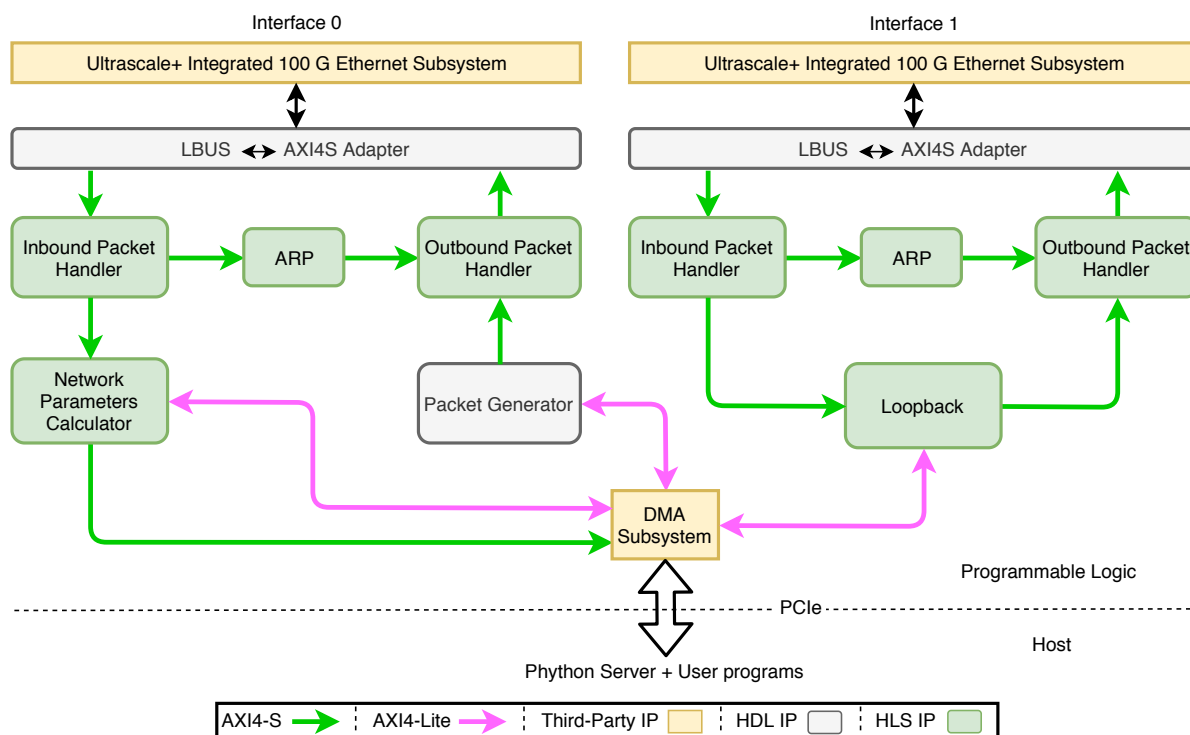 Interface 0
Interface 1
Ultrascale+ Integrated 100 G Ethernet Subsystem
Ultrascale+ Integrated 100 G Ethernet Subsystem
LBUS
AXI4S Adapter
LBUS
AXI4S Adapter
Inbound Packet
Handler
ARP
Outbound Packet
Handler
Inbound Packet
Handler
ARP
Outbound Packet
Handler
Network
Parameters
Calculator
Packet Generator
Loopback
DMA
Subsystem
Programmable Logic
PCIe
Host
Phython Server + User programs
AXI4-S
AXI4-Lite
Third-Party IP
HDL IP
HLS IP